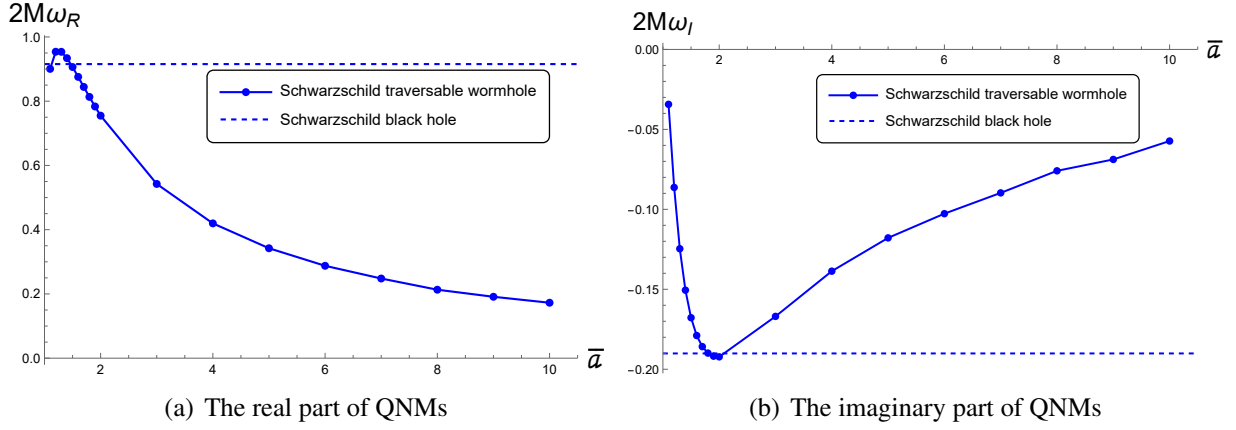 2Mω_R
1.0
0.8
0.6
0.4
0.2
0.0
2 4 6 8 10
a̅
Schwarzschild traversable wormhole
Schwarzschild black hole
(a) The real part of QNMs
2Mω_I
0.00
−0.05
−0.10
−0.15
−0.20
2 4 6 8 10
a̅
Schwarzschild traversable wormhole
Schwarzschild black hole
(b) The imaginary part of QNMs